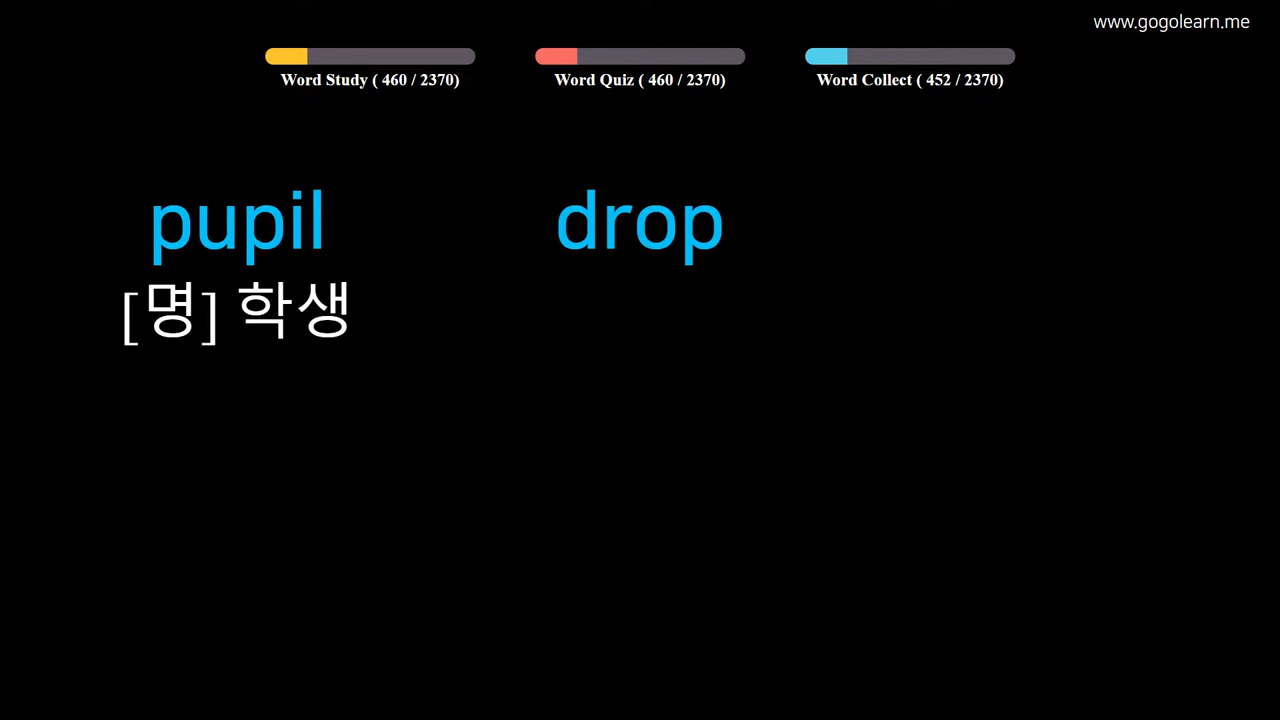 www.gogolearn.me
Word Study ( 460 / 2370)
Word Quiz ( 460 / 2370)
Word Collect ( 452 / 2370)
pupil
[명] 학생
drop